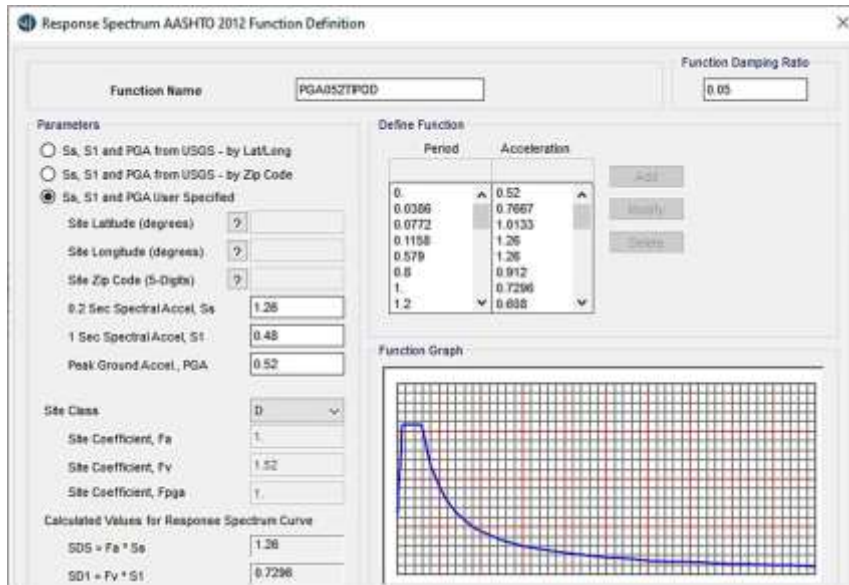 Response Spectrum AASHTO 2012 Function Definition
Function Damping Ratio
Function Name
PGA052TIPOD
0.05
Parameters
Ss, S1 and PGA from USGS - by Lat/Long
Ss, S1 and PGA from USGS - by Zip Code
Ss, S1 and PGA User Specified
Site Latitude (degrees) ?
Site Longitude (degrees) ?
Site Zip Code (5-Digits) ?
0.2 Sec Spectral Accel, Ss 1.26
1 Sec Spectral Accel, S1 0.48
Peak Ground Accel., PGA 0.52
Site Class D
Site Coefficient, Fa 1.
Site Coefficient, Fv 1.52
Site Coefficient, Fpga 1.
Calculated Values for Response Spectrum Curve
SDS = Fa * Ss 1.26
SD1 = Fv * S1 0.7296
Define Function
Period Acceleration
0. 0.52
0.0386 0.7667
0.0772 1.0133
0.1158 1.26
0.579 1.26
0.8 0.912
1. 0.7296
1.2 0.608
Add
Modify
Delete
Function Graph